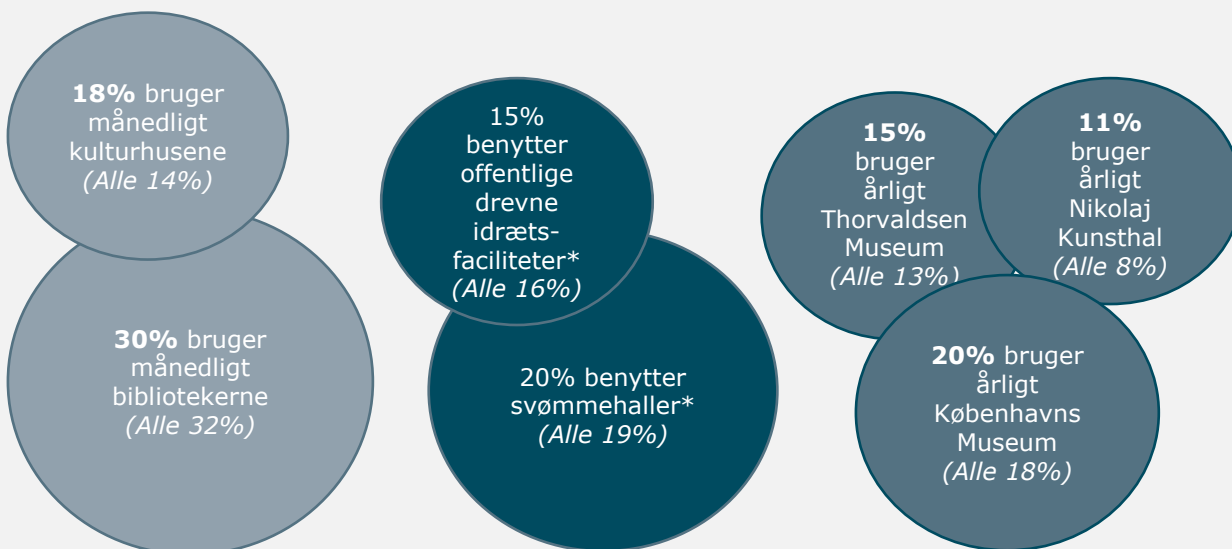 18% bruger
månedligt
kulturhusene
(Alle 14%)
30% bruger
månedligt
bibliotekerne
(Alle 32%)
15%
benytter
offentlige
drevne
idræts-
faciliteter*
(Alle 16%)
20% benytter
svømmehaller*
(Alle 19%)
15%
bruger
årligt
Thorvaldsen
Museum
(Alle 13%)
11%
bruger
årligt
Nikolaj
Kunsthal
(Alle 8%)
20% bruger
årligt
Københavns
Museum
(Alle 18%)